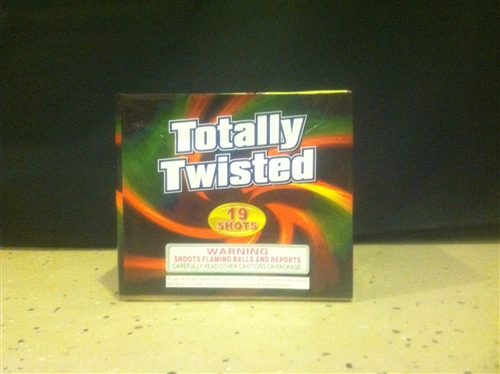 Totally
Twisted
19
SHOTS
WARNING
SHOOTS FLAMING BALLS AND REPORTS
CAREFULLY READ OTHER CAUTIONS ON PACKAGE